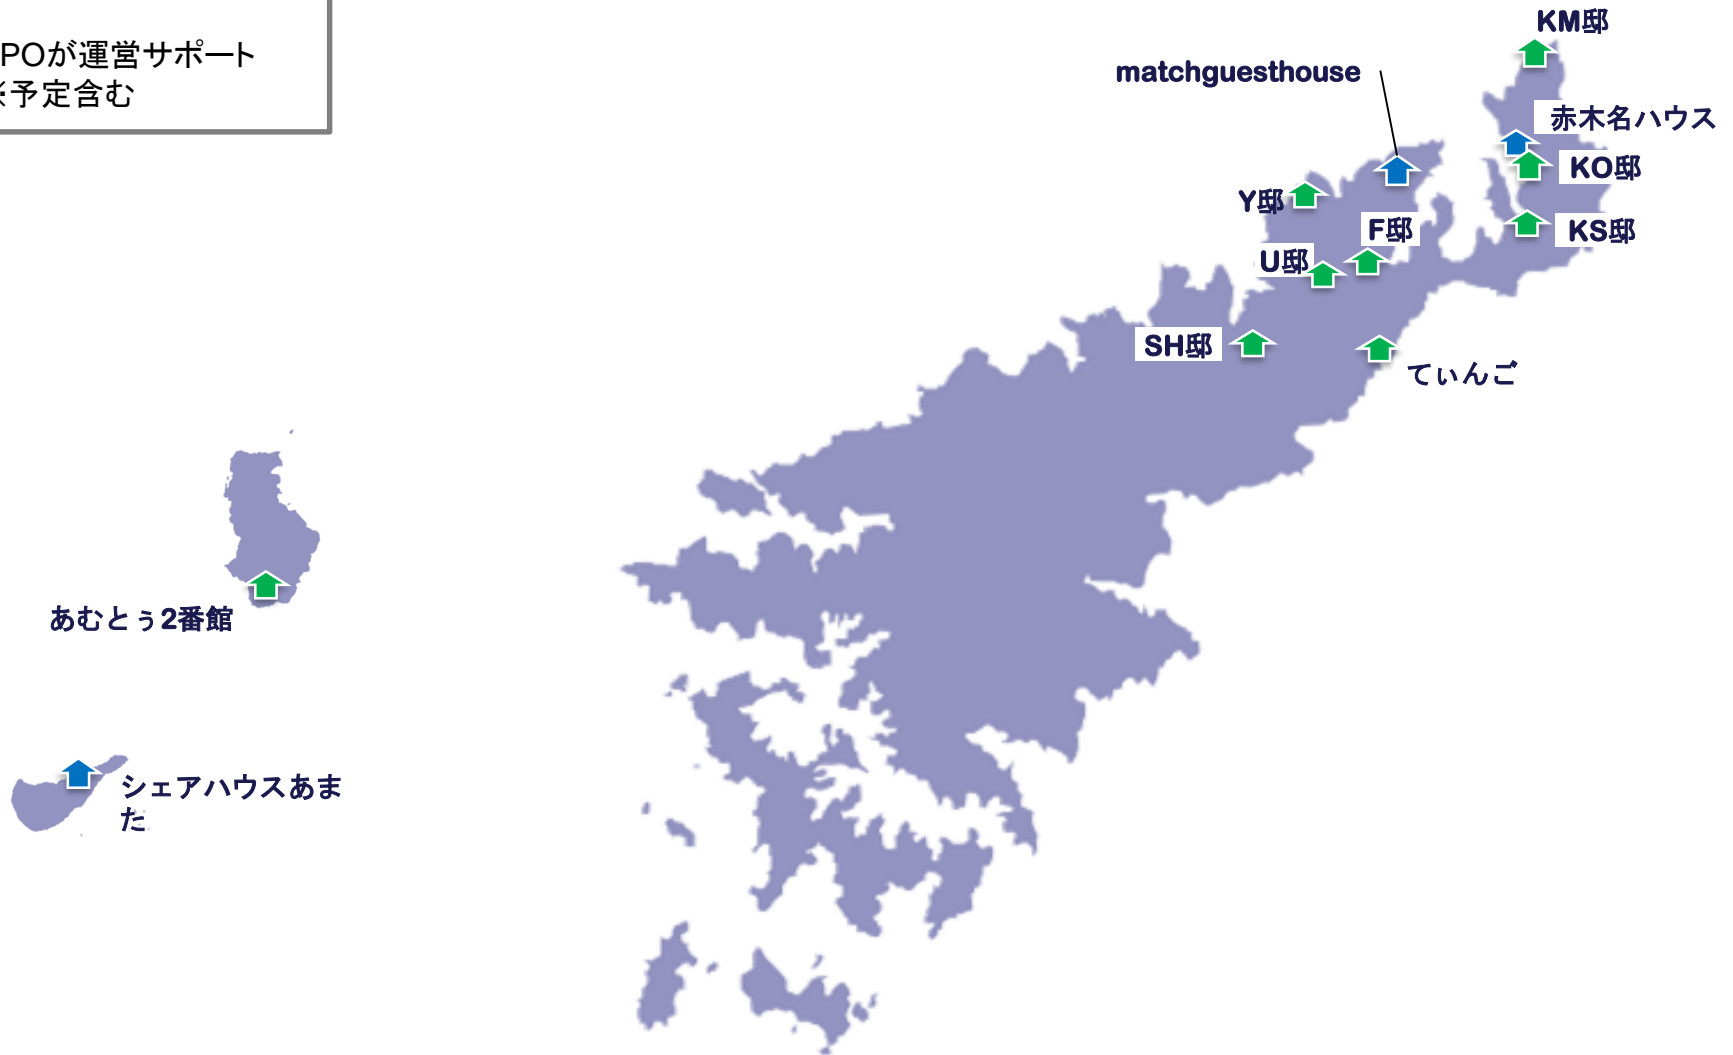 POが運営サポート
※予定含む
KM邸
matchguesthouse
赤木名ハウス
KO邸
Y邸
F邸
KS邸
U邸
SH邸
てぃんご
あむとぅ2番館
シェアハウスあま
た